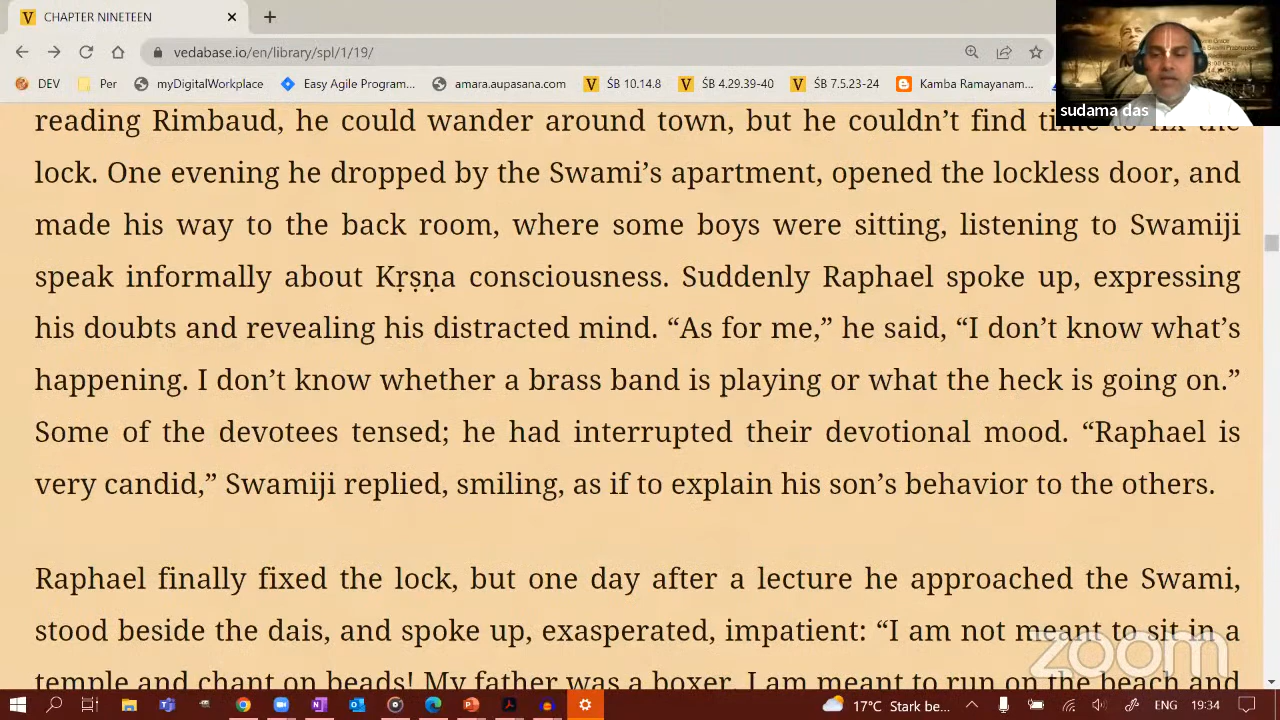 CHAPTER NINETEEN
vedabase.io/en/library/spl/1/19/
DEV Per myDigitalWorkplace Easy Agile Program... amara.aupasana.com ŚB 10.14.8 ŚB 4.29.39-40 ŚB 7.5.23-24 Kamba Ramayanam...
sudama das
reading Rimbaud, he could wander around town, but he couldn’t find time to fix the
lock. One evening he dropped by the Swami’s apartment, opened the lockless door, and
made his way to the back room, where some boys were sitting, listening to Swamiji
speak informally about Kṛṣṇa consciousness. Suddenly Raphael spoke up, expressing
his doubts and revealing his distracted mind. “As for me,” he said, “I don’t know what’s
happening. I don’t know whether a brass band is playing or what the heck is going on.”
Some of the devotees tensed; he had interrupted their devotional mood. “Raphael is
very candid,” Swamiji replied, smiling, as if to explain his son’s behavior to the others.
Raphael finally fixed the lock, but one day after a lecture he approached the Swami,
stood beside the dais, and spoke up, exasperated, impatient: “I am not meant to sit in a
temple and chant on beads! My father was a boxer. I am meant to run on the beach and
zoom
17°C Stark be... ENG 19:34